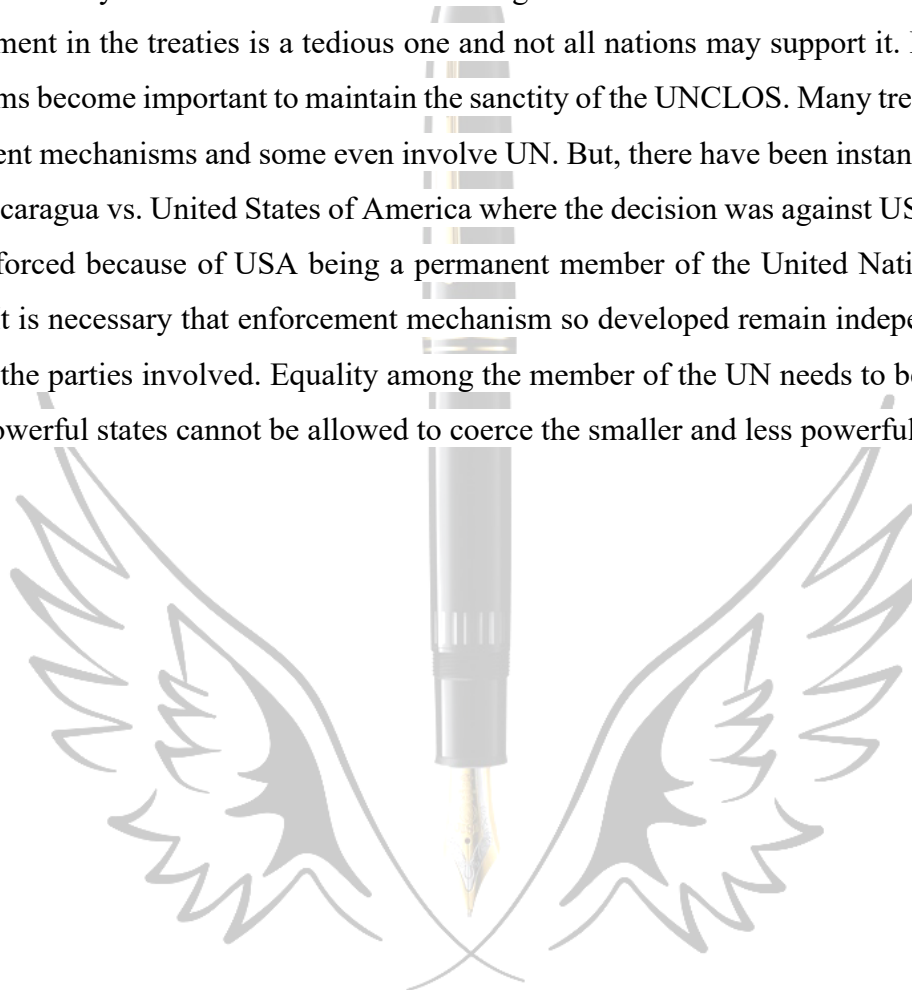 ment in the treaties is a tedious one and not all nations may support it.
ms become important to maintain the sanctity of the UNCLOS. Many tre
ent mechanisms and some even involve UN. But, there have been instan
caragua vs. United States of America where the decision was against US
forced because of USA being a permanent member of the United Nati
t is necessary that enforcement mechanism so developed remain indepe
the parties involved. Equality among the member of the UN needs to be
owerful states cannot be allowed to coerce the smaller and less powerful